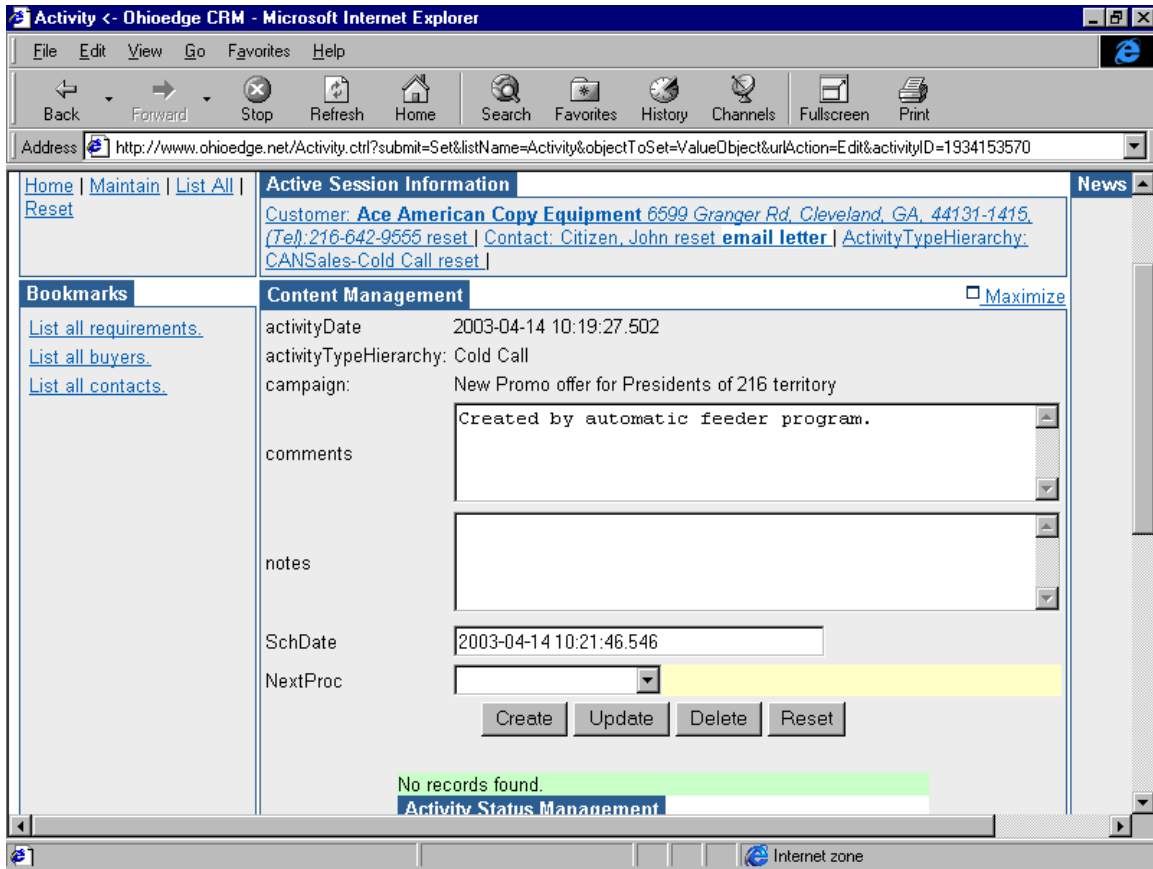 Activity <- Ohioedge CRM - Microsoft Internet Explorer
File Edit View Go Favorites Help
Back Forward Stop Refresh Home Search Favorites History Channels Fullscreen Print
Address http://www.ohioedge.net/Activity.ctrl?submit=Set&listName=Activity&objectToSet=ValueObject&urlAction=Edit&activityID=1934153570
Home | Maintain | List All |
Reset
Active Session Information
Customer: Ace American Copy Equipment 6599 Granger Rd, Cleveland, GA, 44131-1415,
(Tel):216-642-9555 reset | Contact: Citizen, John reset email letter | ActivityTypeHierarchy:
CANSales-Cold Call reset |
News
Bookmarks
List all requirements.
List all buyers.
List all contacts.
Content Management
Maximize
activityDate 2003-04-14 10:19:27.502
activityTypeHierarchy: Cold Call
campaign: New Promo offer for Presidents of 216 territory
comments Created by automatic feeder program.
notes
SchDate 2003-04-14 10:21:46.546
NextProc
Create Update Delete Reset
No records found.
Activity Status Management
Internet zone